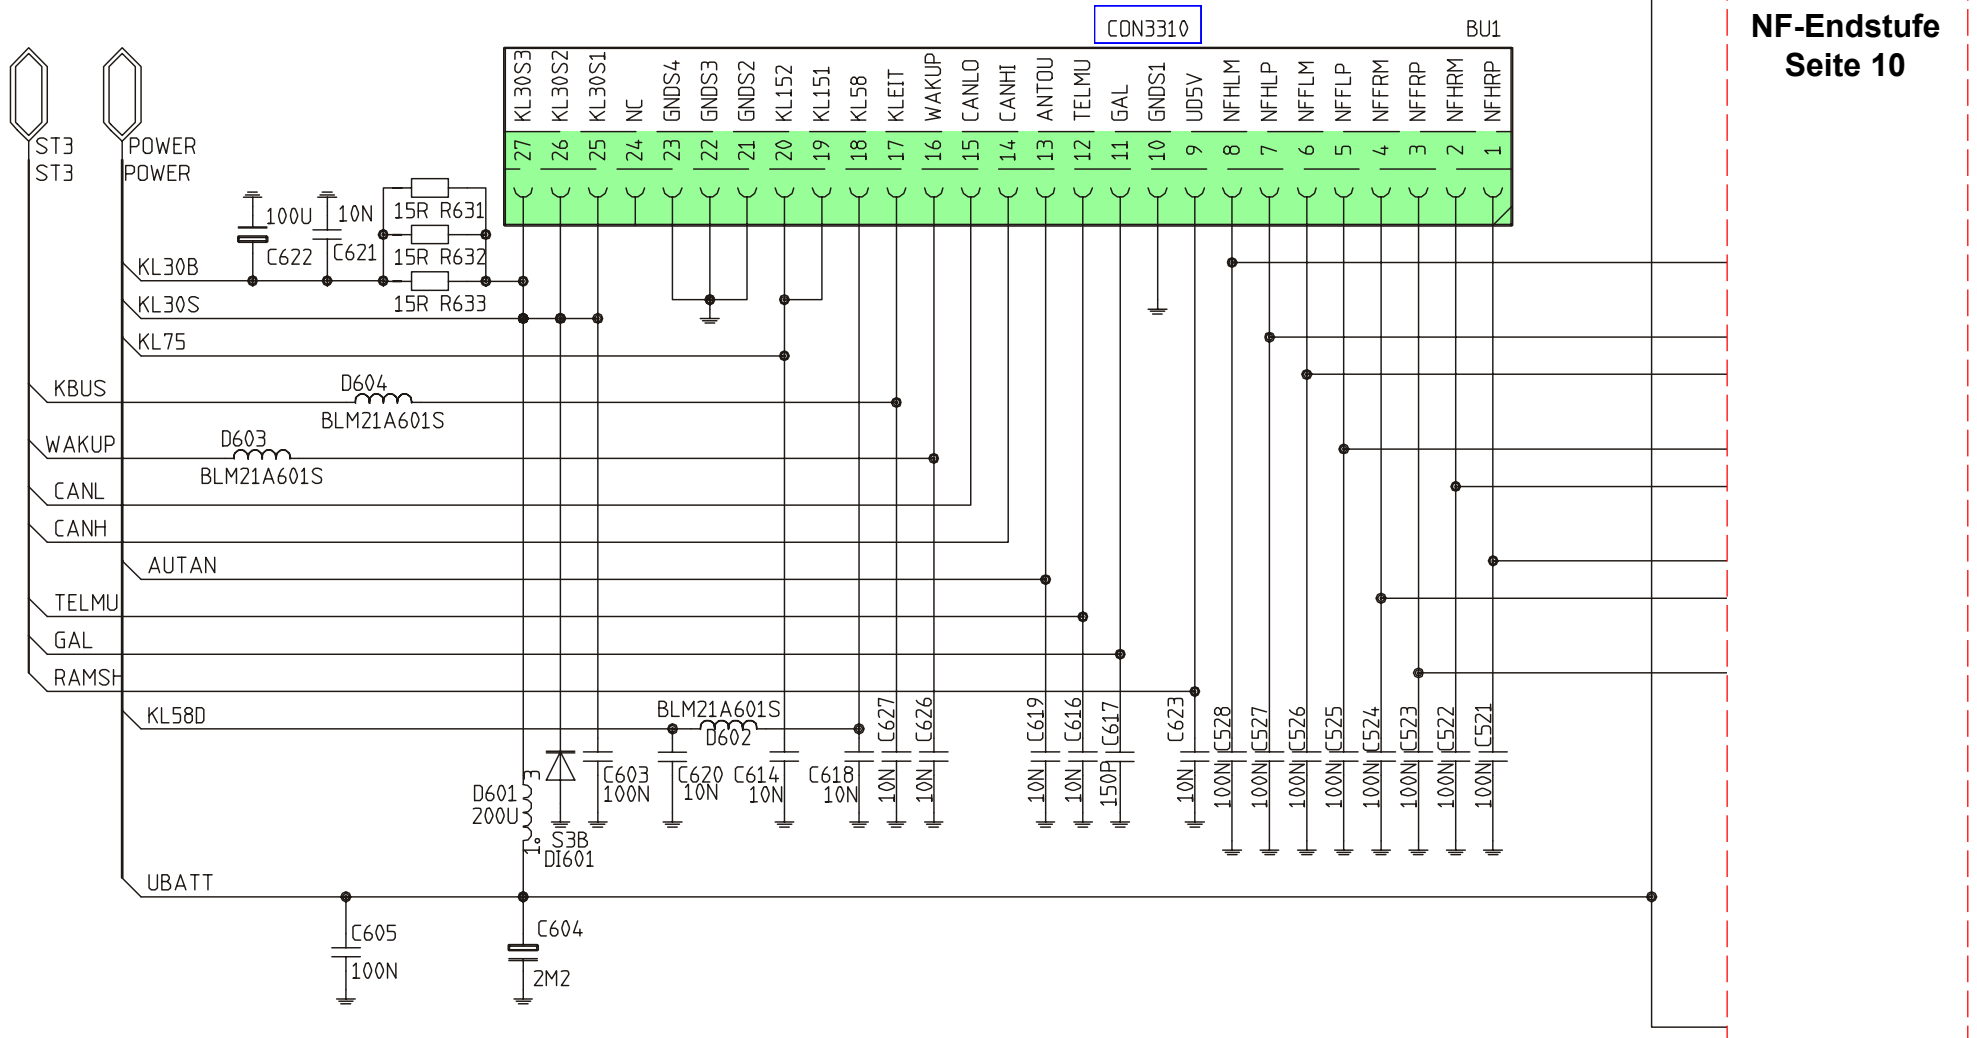 CON3310
BU1
NF-Endstufe
Seite 10
KL30S3
KL30S2
KL30S1
NC
GNDS4
GNDS3
GNDS2
KL152
KL151
KL58
KLEIT
WAKUP
CANLO
CANHI
ANTOU
TELMU
GAL
GNDS1
UD5V
NFHLM
NFHLP
NFFLM
NFFLP
NFFRM
NFFRP
NFHRM
NFHRP
27 26 25 24 23 22 21 20 19 18 17 16 15 14 13 12 11 10 9 8 7 6 5 4 3 2 1
ST3 POWER
ST3 POWER
100U 10N 15R R631
C622 C621 15R R632
KL30B
15R R633
KL30S
KL75
KBUS
D604
BLM21A601S
WAKUP
D603
BLM21A601S
CANL
CANH
AUTAN
TELMU
GAL
RAMSH
KL58D
BLM21A601S
D602
C627
C626
C619
C616
C617
C623
C528
C527
C526
C525
C524
C523
C522
C521
D601
200U
3
1
S3B
DI601
C603
100N
C620
10N
C614
10N
C618
10N
10N
10N
10N
10N
150P
10N
100N
100N
100N
100N
100N
100N
100N
100N
UBATT
C605
100N
C604
2M2